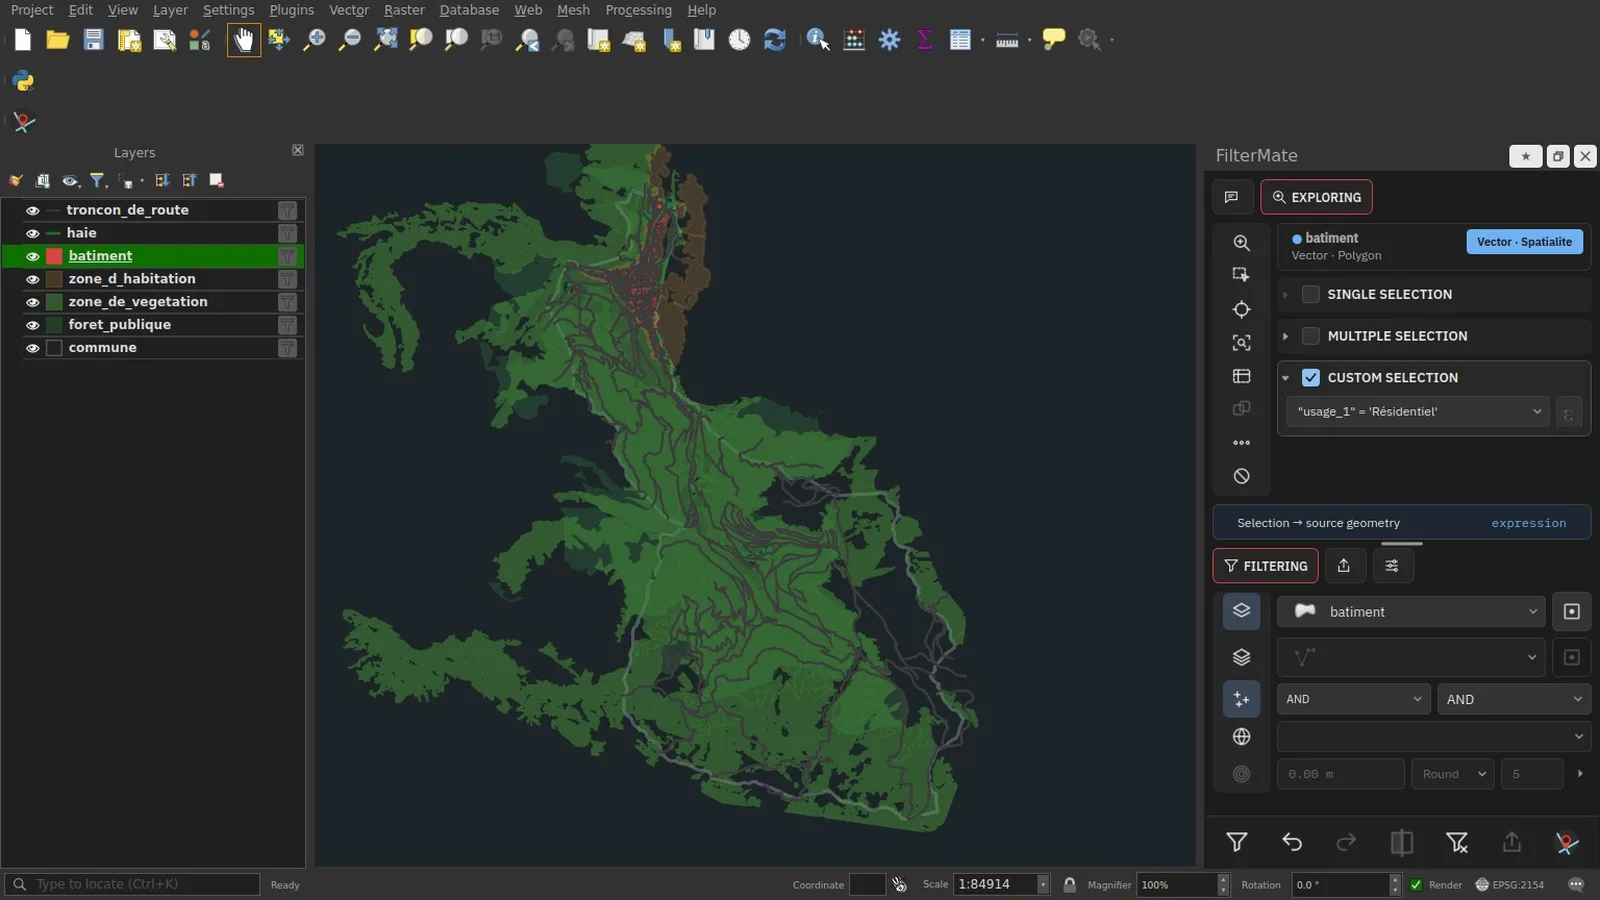 Project Edit View Layer Settings Plugins Vector Raster Database Web Mesh Processing Help
Layers
troncon_de_route
haie
batiment
zone_d_habitation
zone_de_vegetation
foret_publique
commune
FilterMate
EXPLORING
batiment
Vector · Polygon
Vector · Spatialite
SINGLE SELECTION
MULTIPLE SELECTION
CUSTOM SELECTION
"usage_1" = 'Résidentiel'
Selection → source geometry expression
FILTERING
batiment
AND AND
0.00 m Round 5
Type to locate (Ctrl+K) Ready Coordinate Scale 1:84914 Magnifier 100% Rotation 0.0 ° Render EPSG:2154